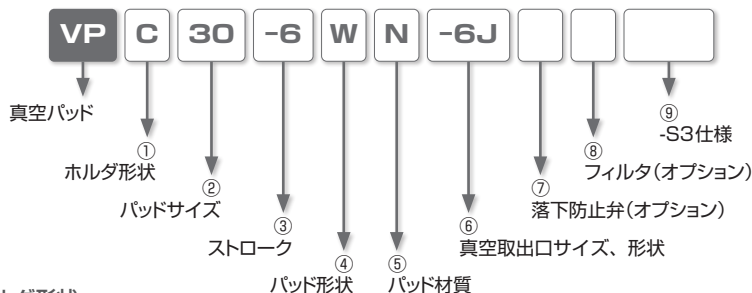 VP C 30 -6 W N -6J
真空パッド
①
ホルダ形状
②
パッドサイズ
③
ストローク
④
パッド形状
⑤
パッド材質
⑥
真空取出口サイズ、形状
⑦
落下防止弁(オプション)
⑧
フィルタ(オプション)
⑨
-S3仕様